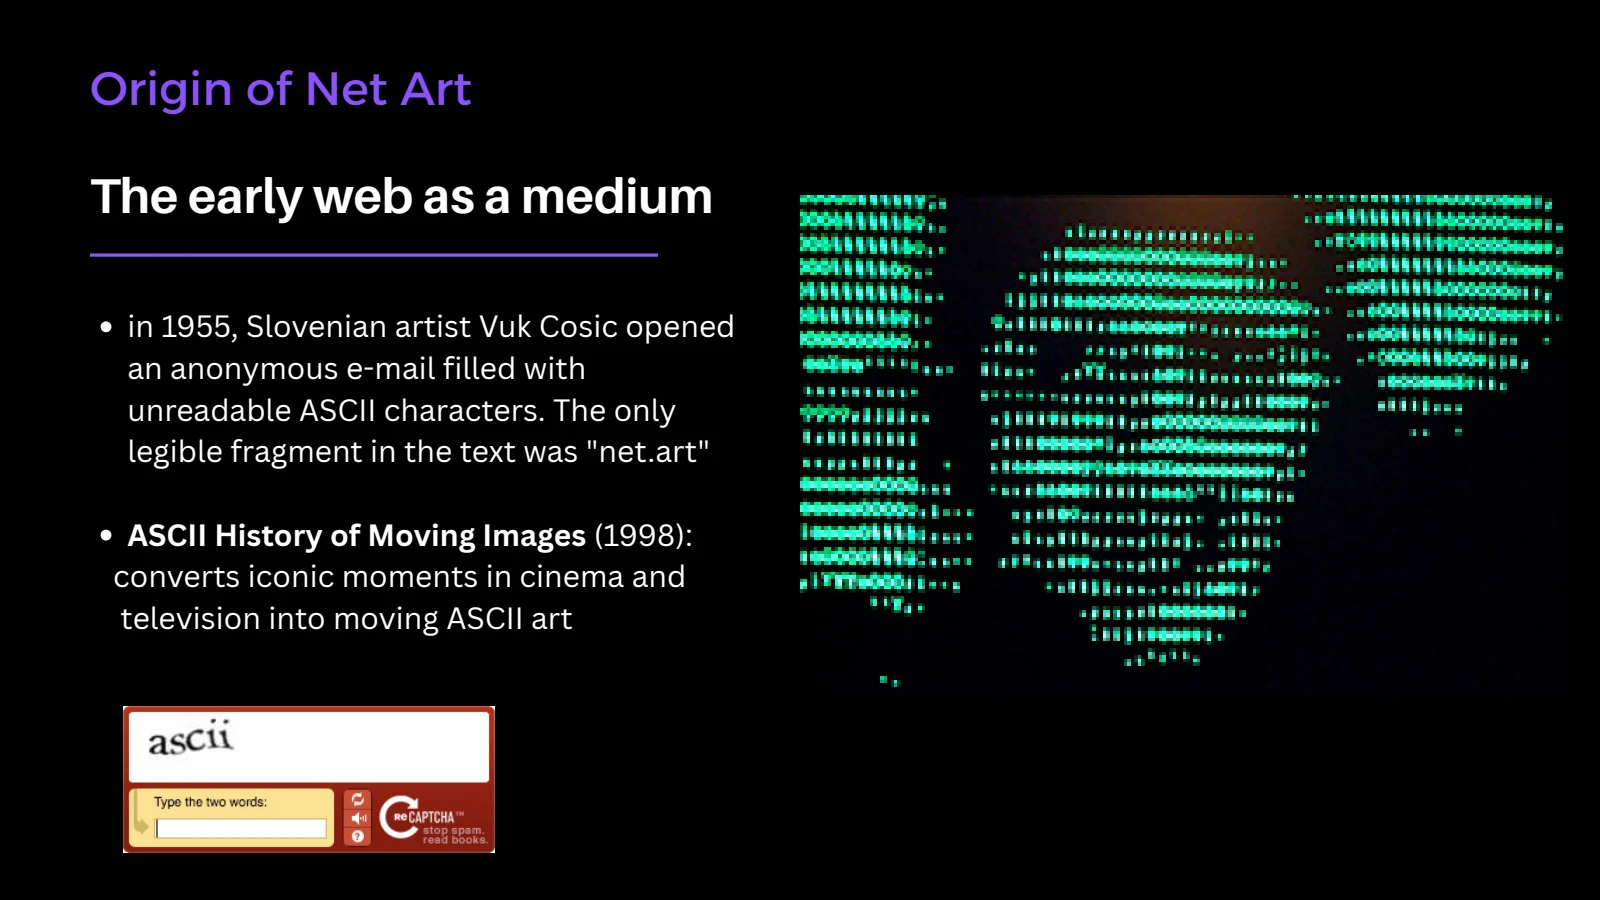 Origin of Net Art
The early web as a medium
• in 1955, Slovenian artist Vuk Cosic opened
an anonymous e-mail filled with
unreadable ASCII characters. The only
legible fragment in the text was "net.art"
• ASCII History of Moving Images (1998):
converts iconic moments in cinema and
television into moving ASCII art
ascii
Type the two words:
reCAPTCHA™
stop spam.
read books.